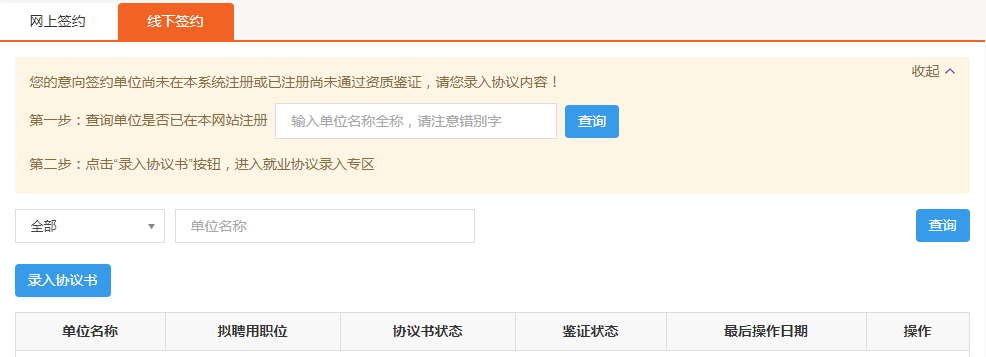 网上签约 线下签约
收起
您的意向签约单位尚未在本系统注册或已注册尚未通过资质鉴证，请您录入协议内容！
第一步：查询单位是否已在本网站注册 输入单位名称全称，请注意错别字 查询
第二步：点击“录入协议书”按钮，进入就业协议录入专区
全部 单位名称 查询
录入协议书
单位名称 拟聘用职位 协议书状态 鉴证状态 最后操作日期 操作